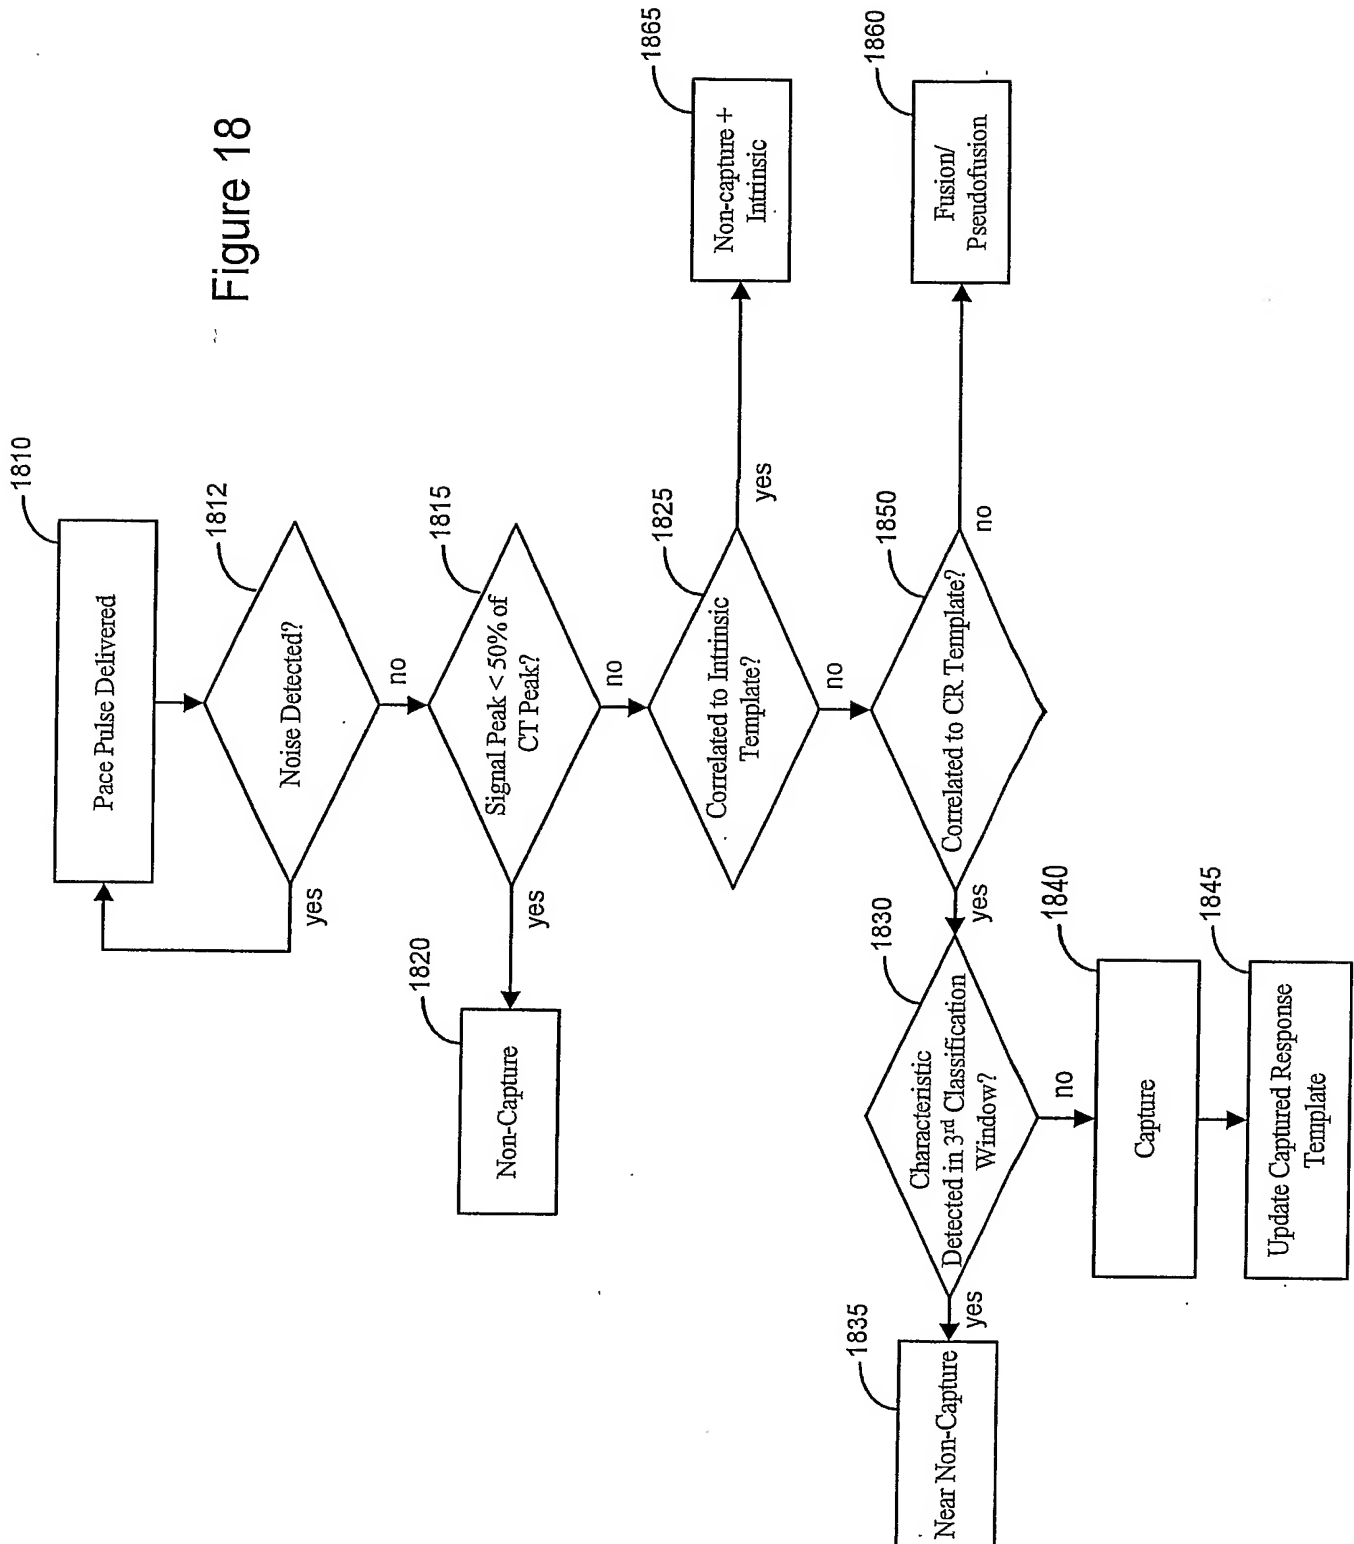 Figure 18
1810
Pace Pulse Delivered
1812
Noise Detected?
yes
no
1815
Signal Peak < 50% of
CT Peak?
yes
no
1820
Non-Capture
1825
Correlated to Intrinsic
Template?
yes
no
1865
Non-capture +
Intrinsic
1850
Correlated to CR Template?
yes
no
1860
Fusion/
Pseudofusion
1830
Characteristic
Detected in 3rd Classification
Window?
yes
no
1835
Near Non-Capture
1840
Capture
1845
Update Captured Response
Template